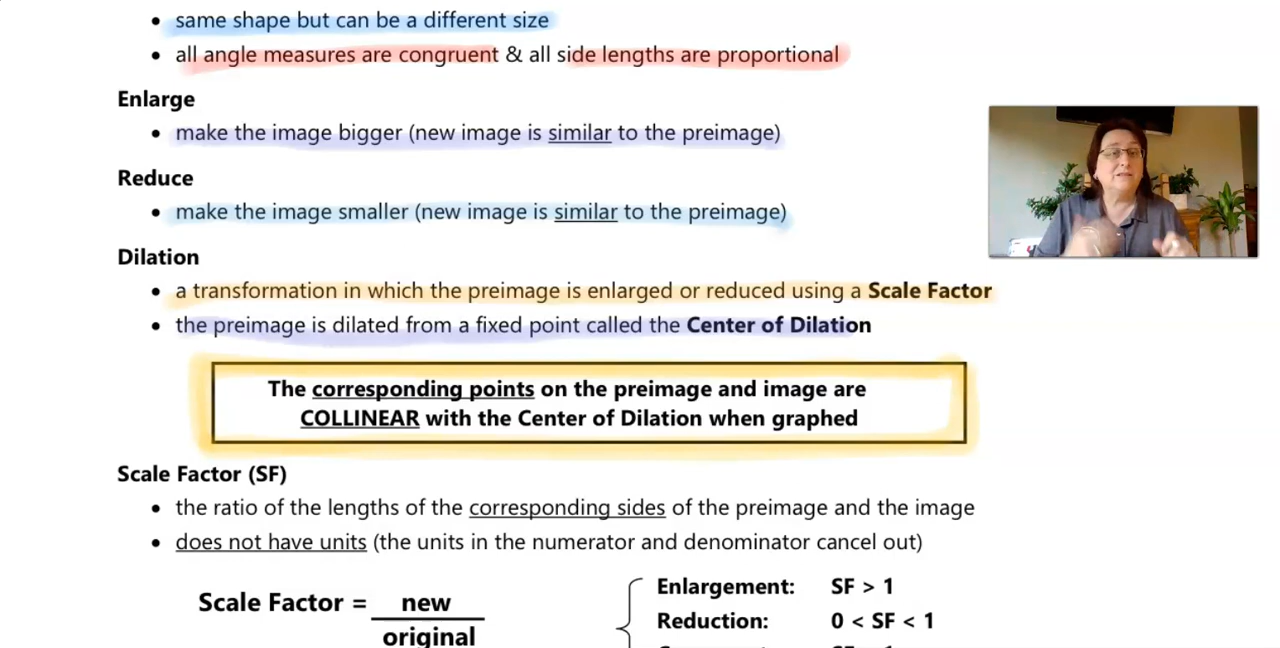 same shape but can be a different size
all angle measures are congruent & all side lengths are proportional
Enlarge
make the image bigger (new image is similar to the preimage)
Reduce
make the image smaller (new image is similar to the preimage)
Dilation
a transformation in which the preimage is enlarged or reduced using a Scale Factor
the preimage is dilated from a fixed point called the Center of Dilation
The corresponding points on the preimage and image are
COLLINEAR with the Center of Dilation when graphed
Scale Factor (SF)
the ratio of the lengths of the corresponding sides of the preimage and the image
does not have units (the units in the numerator and denominator cancel out)
Scale Factor = new
original
Enlargement: SF > 1
Reduction: 0 < SF < 1